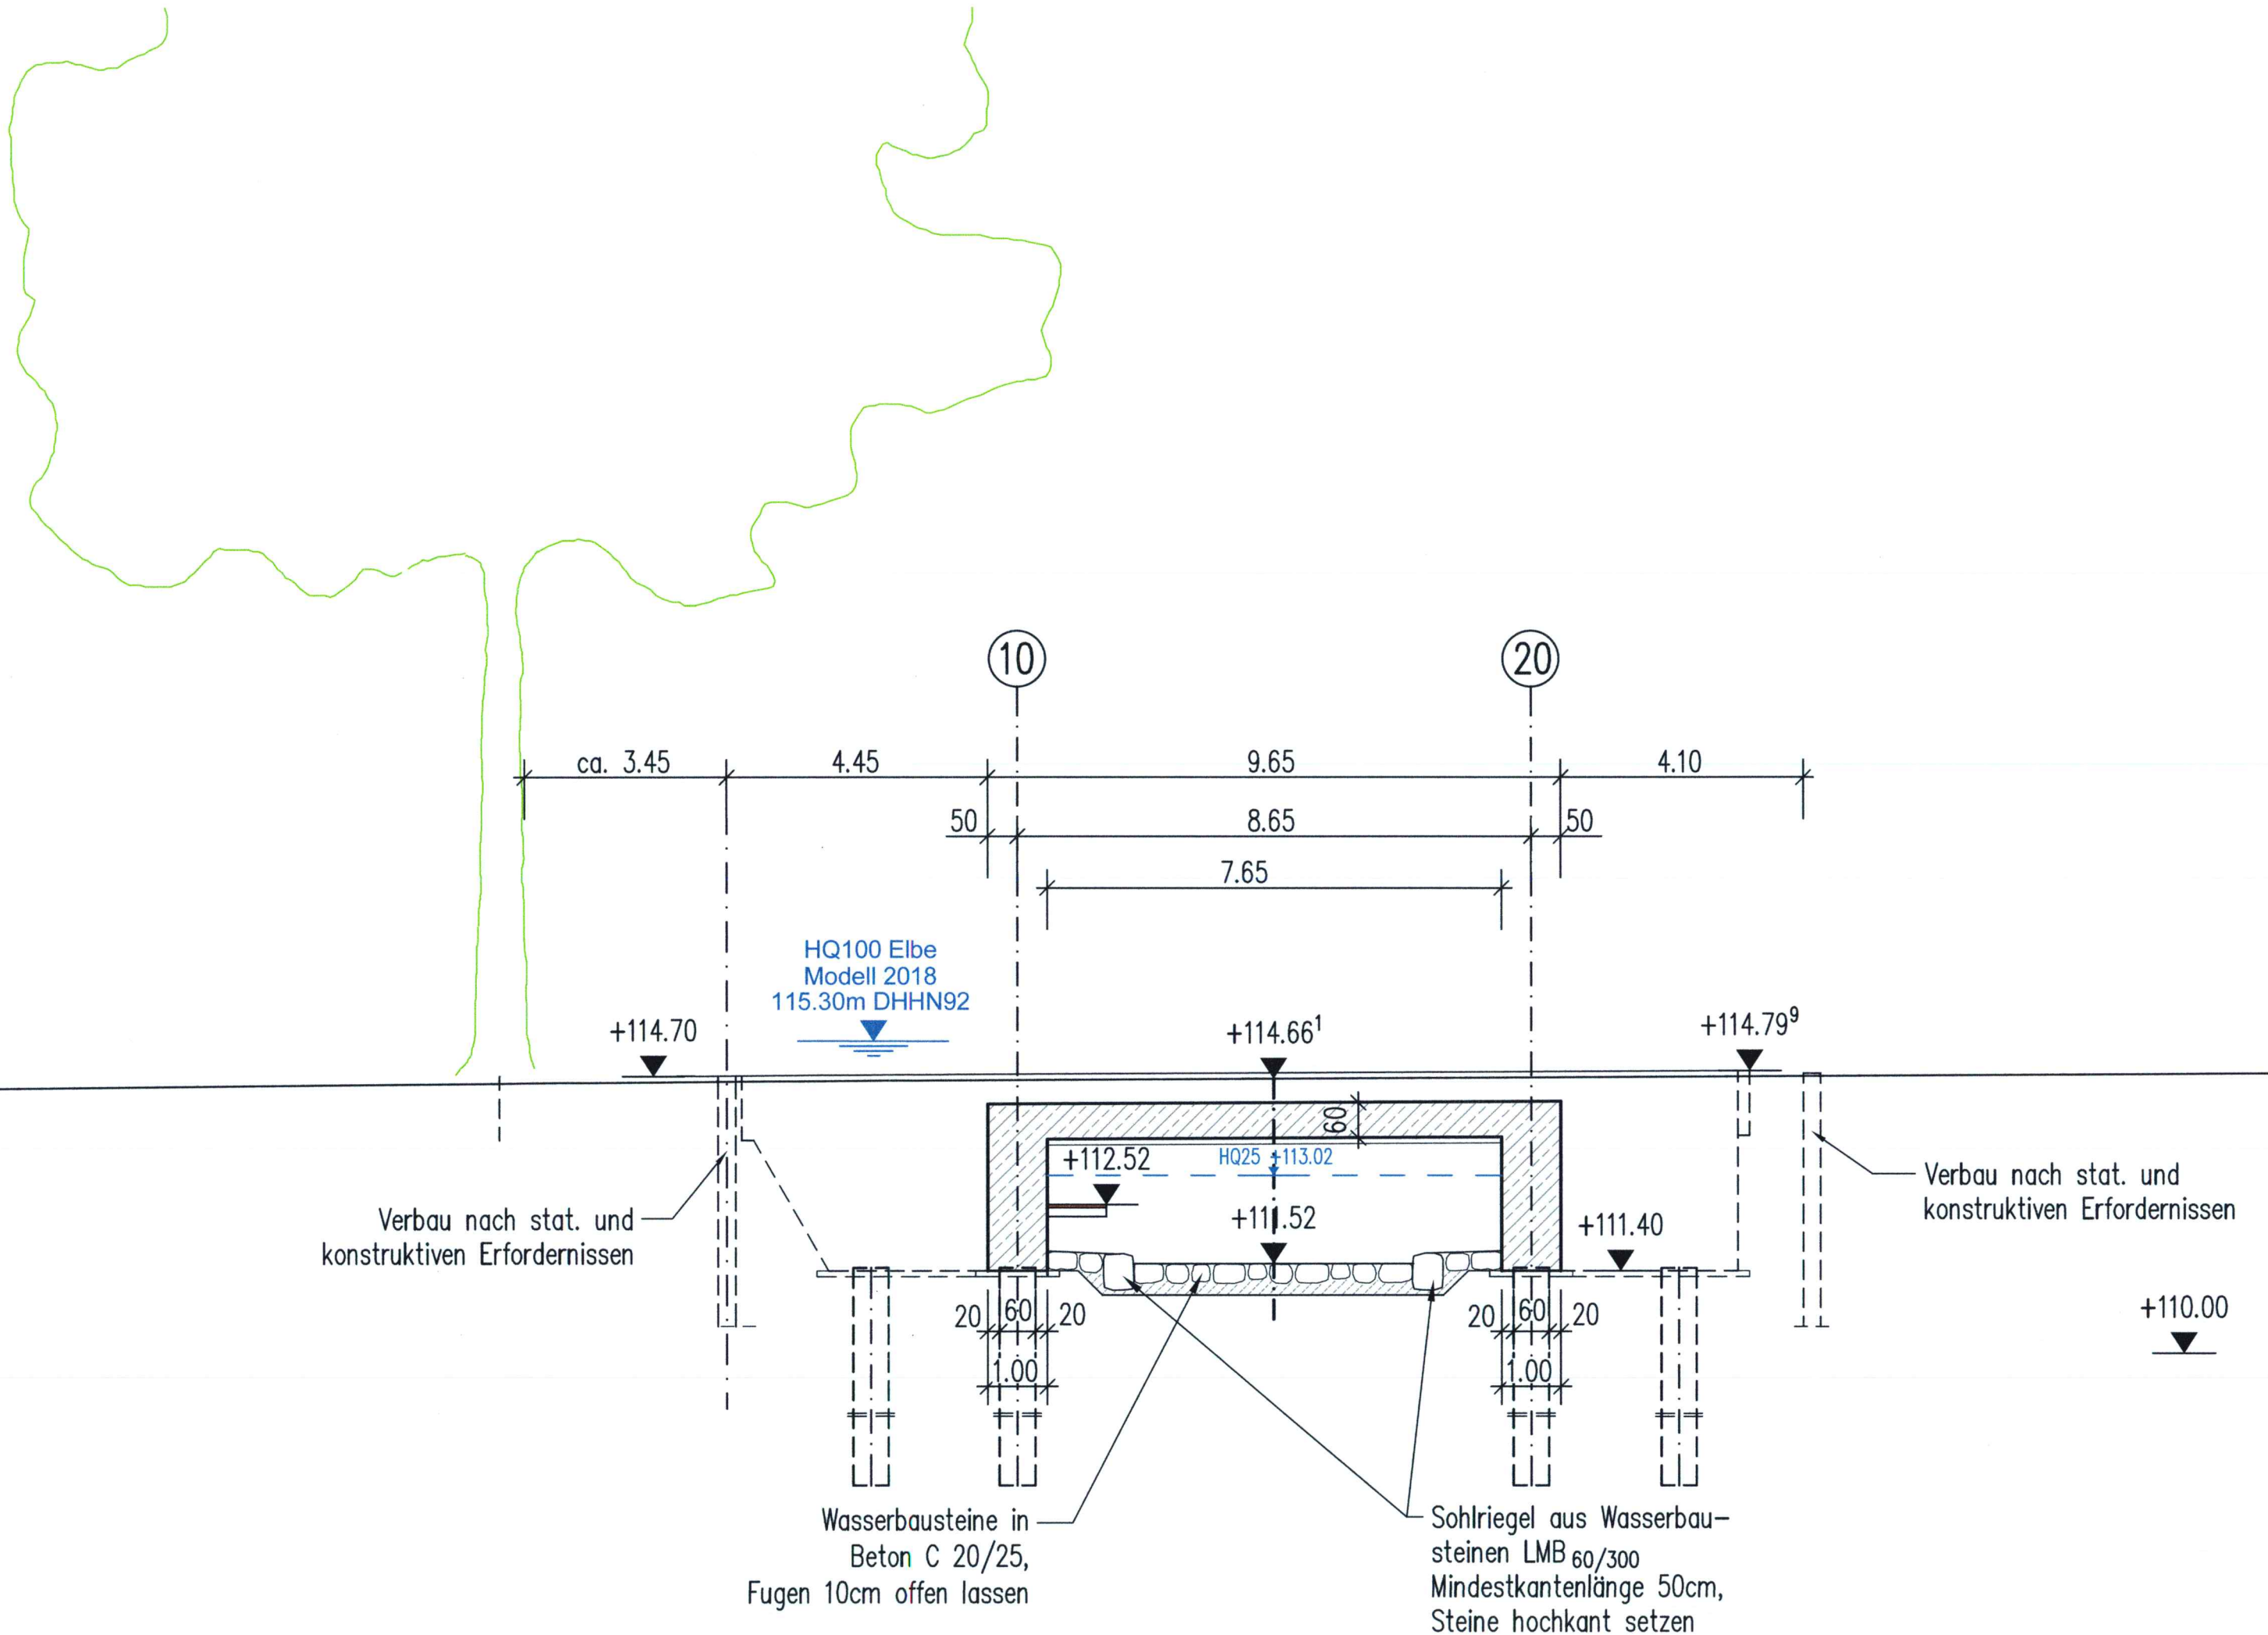 10
20
ca. 3.45
4.45
9.65
4.10
50
8.65
50
7.65
HQ100 Elbe
Modell 2018
115.30m DHHN92
+114.70
+114.66¹
+114.79⁹
60
+112.52
HQ25 +113.02
Verbau nach stat. und
konstruktiven Erfordernissen
+111.52
+111.40
Verbau nach stat. und
konstruktiven Erfordernissen
20
60
20
20
60
20
+110.00
1.00
1.00
Wasserbausteine in
Beton C 20/25,
Fugen 10cm offen lassen
Sohlriegel aus Wasserbau-
steinen LMB 60/300
Mindestkantenlänge 50cm,
Steine hochkant setzen